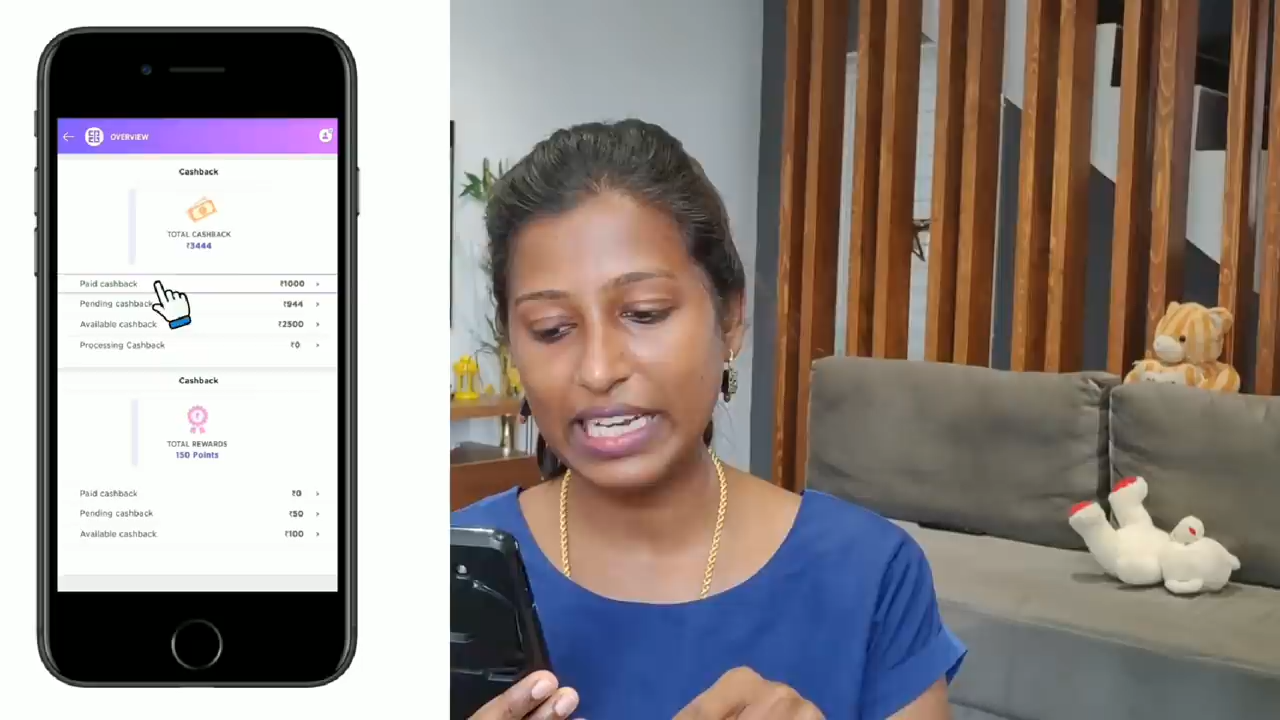 OVERVIEW
Cashback
TOTAL CASHBACK
₹3444
Paid cashback ₹1000
Pending cashback ₹944
Available cashback ₹2500
Processing Cashback ₹0
Cashback
TOTAL REWARDS
150 Points
Paid cashback ₹0
Pending cashback ₹50
Available cashback ₹100